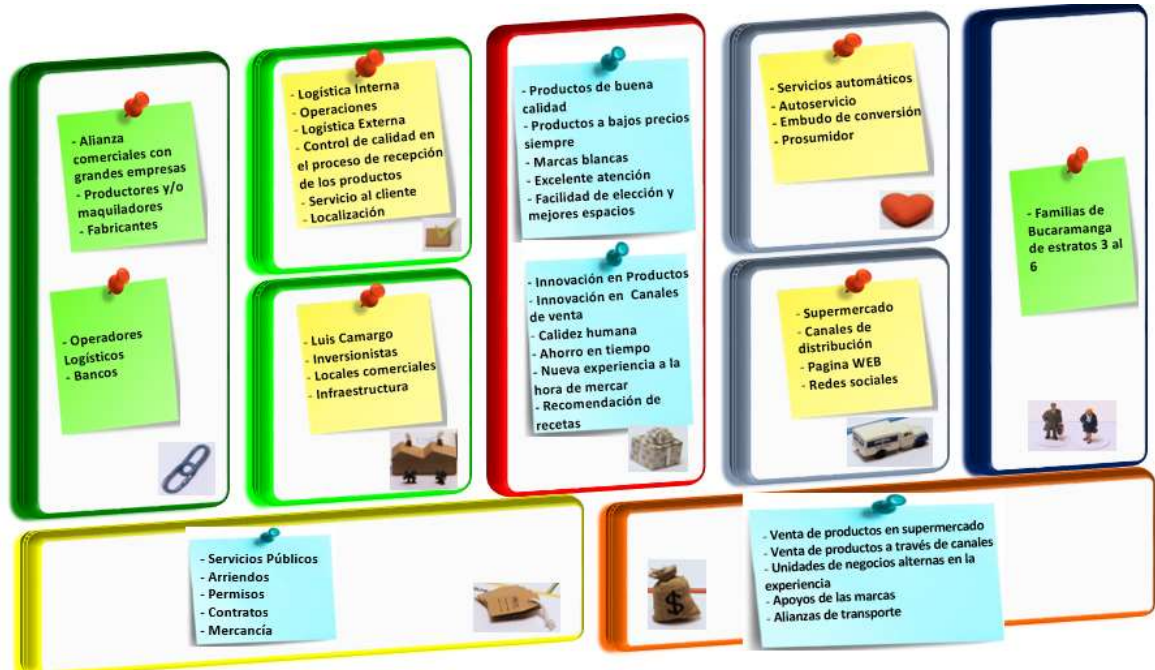 - Alianza
comerciales con
grandes empresas
- Productores y/o
maquiladores
- Fabricantes
- Operadores
Logísticos
- Bancos
- Logística Interna
- Operaciones
- Logística Externa
- Control de calidad en
el proceso de recepción
de los productos
- Servicio al cliente
- Localización
- Luis Camargo
- Inversionistas
- Locales comerciales
- Infraestructura
- Productos de buena
calidad
- Productos a bajos precios
siempre
- Marcas blancas
- Excelente atención
- Facilidad de elección y
mejores espacios
- Innovación en Productos
- Innovación en Canales
de venta
- Calidez humana
- Ahorro en tiempo
- Nueva experiencia a la
hora de mercar
- Recomendación de
recetas
- Servicios automáticos
- Autoservicio
- Embudo de conversión
- Prosumidor
- Supermercado
- Canales de
distribución
- Pagina WEB
- Redes sociales
- Familias de
Bucaramanga
de estratos 3 al
6
- Servicios Públicos
- Arriendos
- Permisos
- Contratos
- Mercancía
$
- Venta de productos en supermercado
- Venta de productos a través de canales
- Unidades de negocios alternas en la
experiencia
- Apoyos de las marcas
- Alianzas de transporte